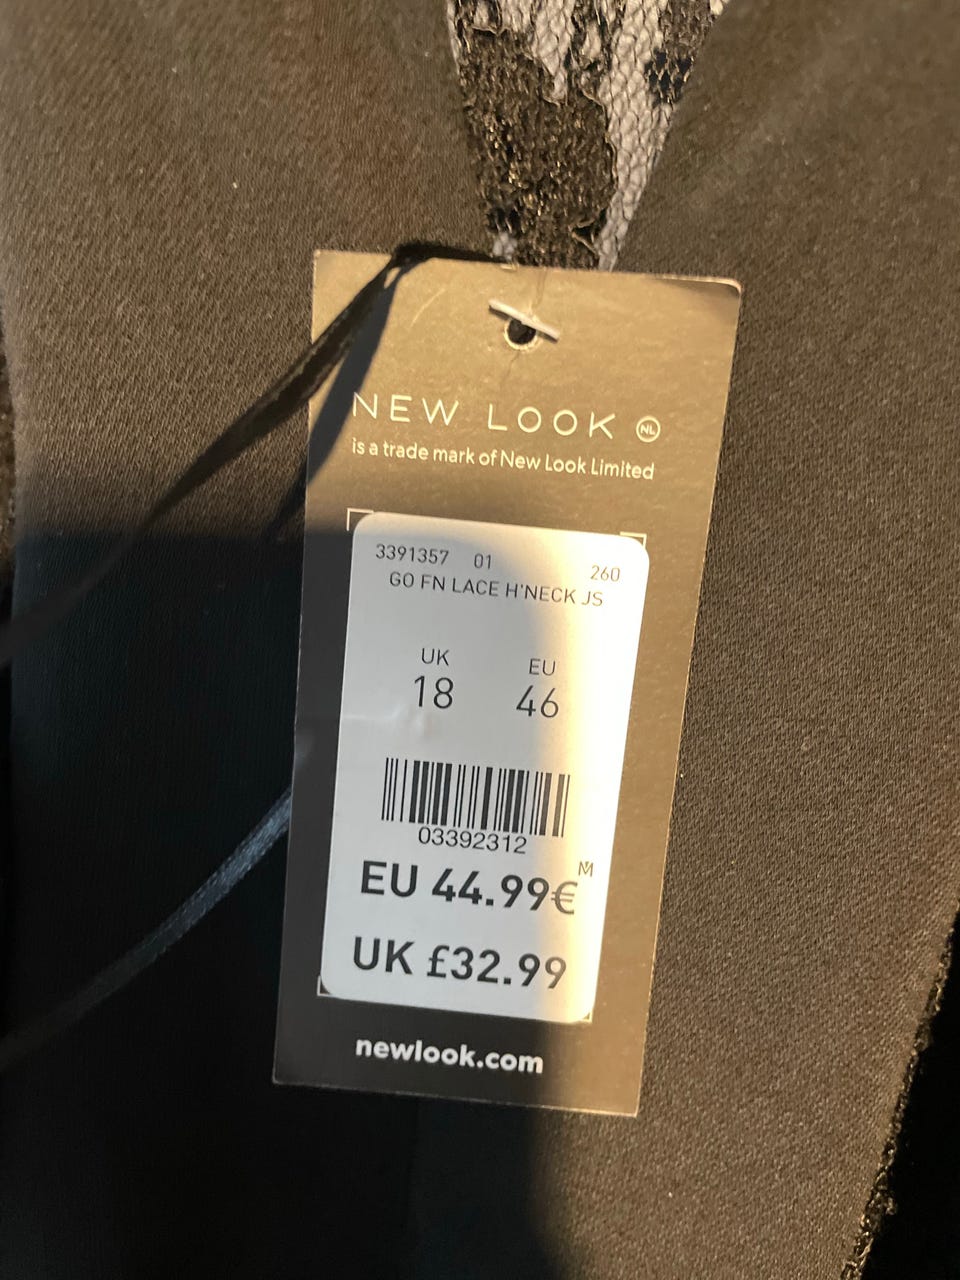 NEW LOOK NL
is a trade mark of New Look Limited
3391357 01 260
GO FN LACE H'NECK JS
UK EU
18 46
03392312
M
EU 44.99€
UK £32.99
newlook.com